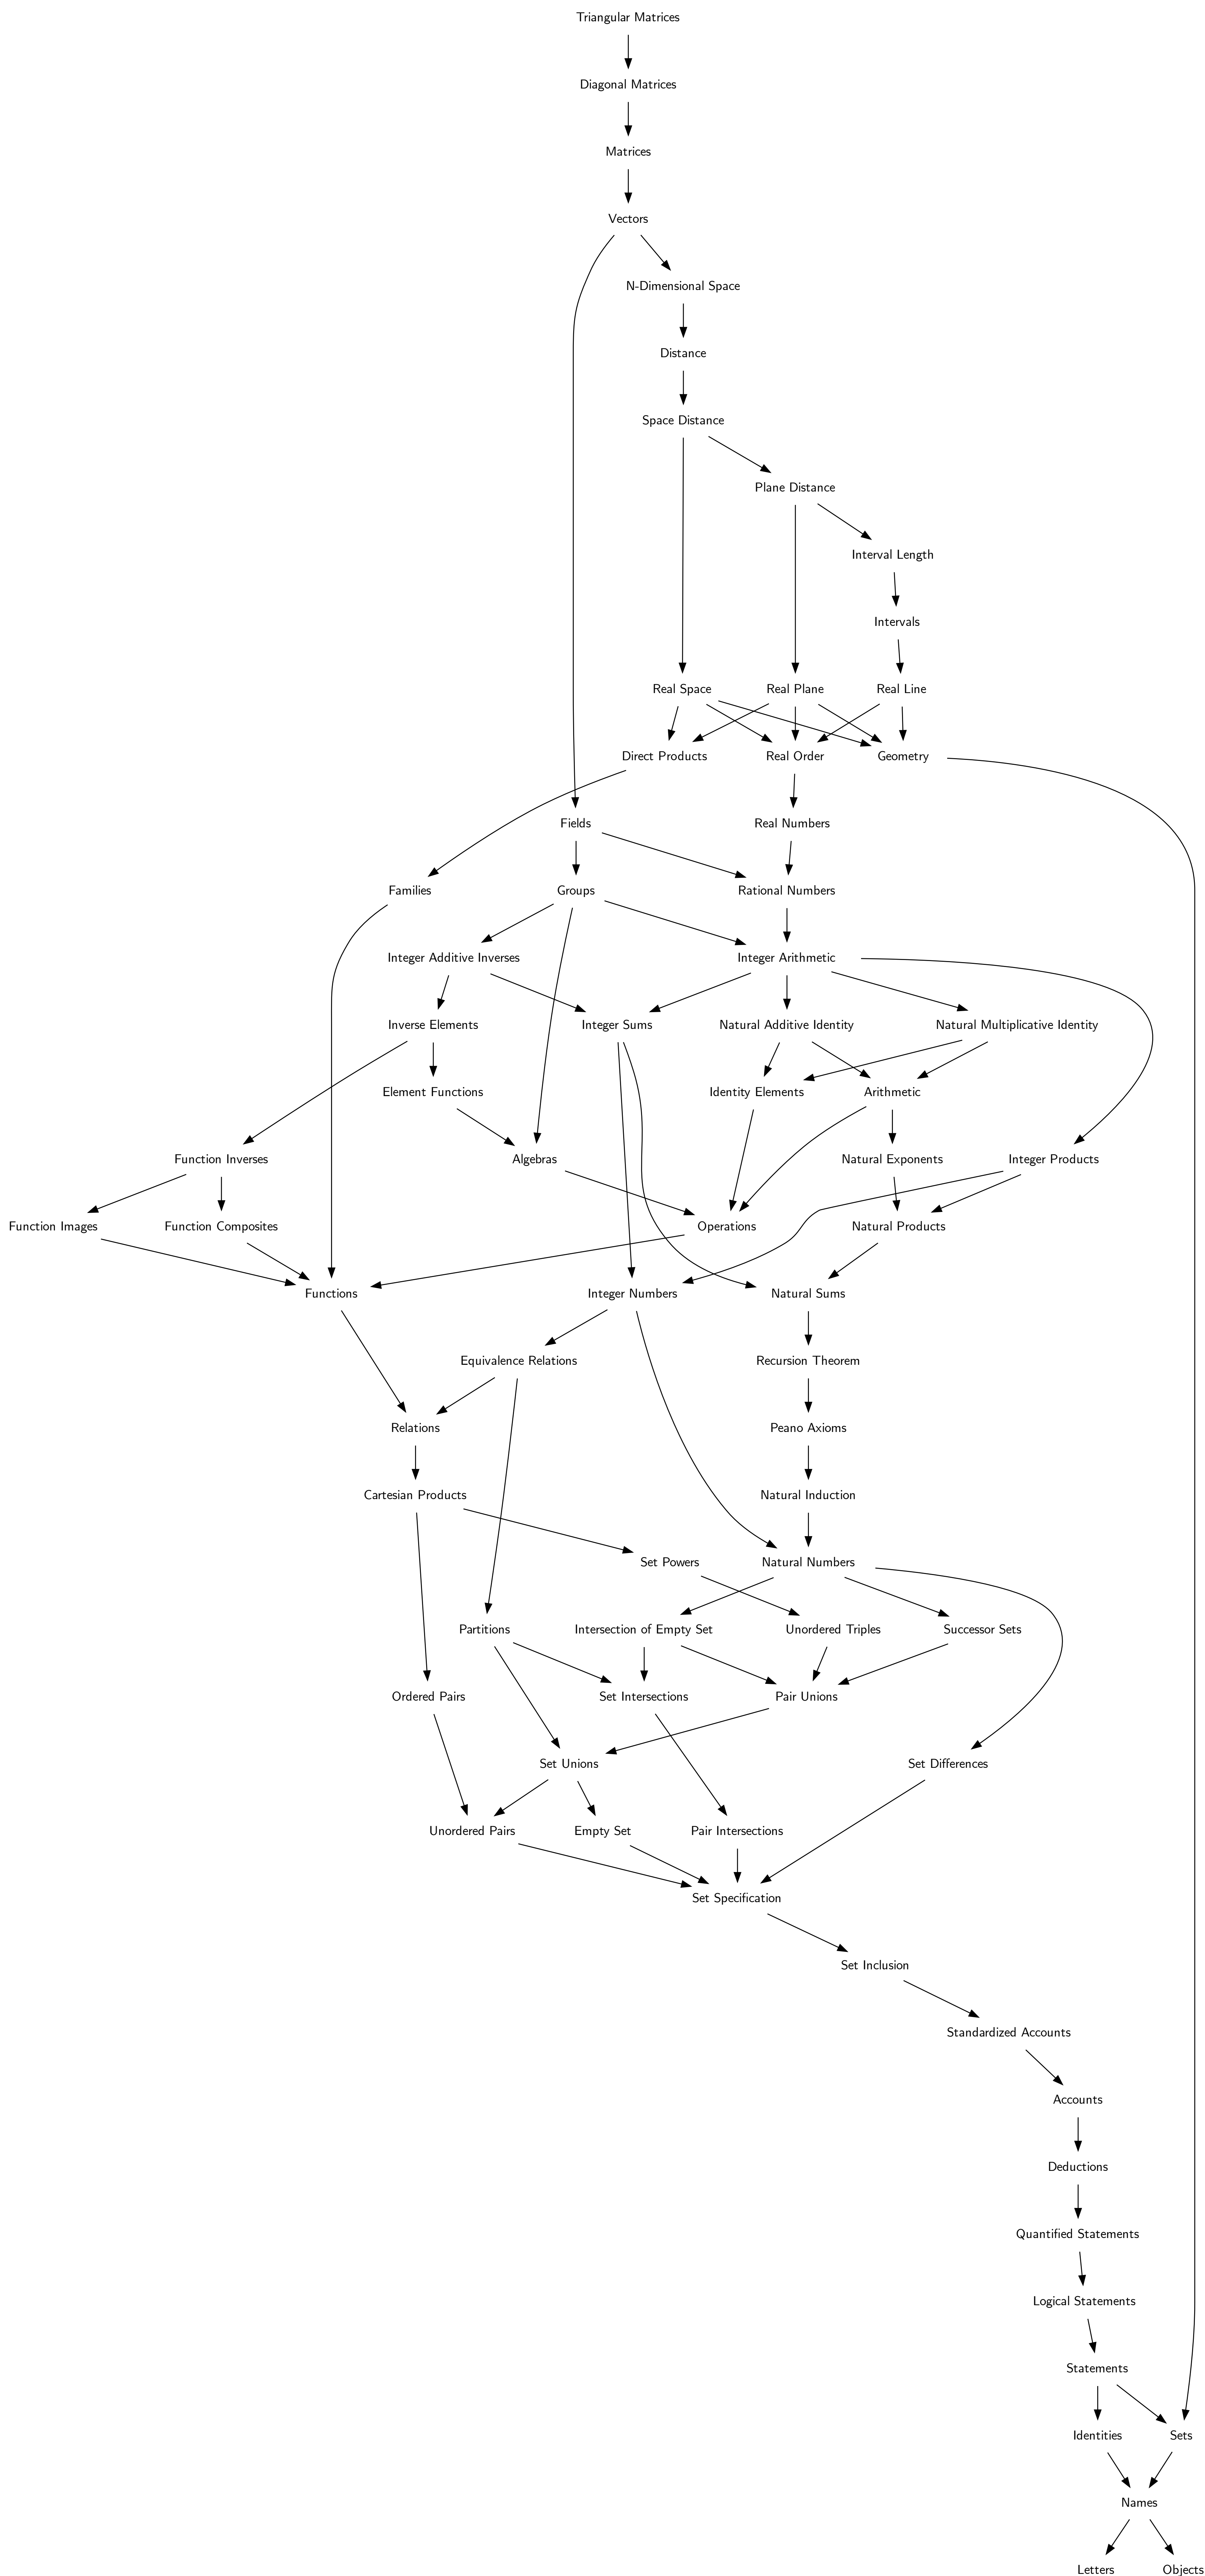 Triangular Matrices
Diagonal Matrices
Matrices
Vectors
N-Dimensional Space
Distance
Space Distance
Plane Distance
Interval Length
Intervals
Real Space
Real Plane
Real Line
Direct Products
Real Order
Geometry
Fields
Real Numbers
Families
Groups
Rational Numbers
Integer Additive Inverses
Integer Arithmetic
Inverse Elements
Integer Sums
Natural Additive Identity
Natural Multiplicative Identity
Element Functions
Identity Elements
Arithmetic
Function Inverses
Algebras
Natural Exponents
Integer Products
Function Images
Function Composites
Operations
Natural Products
Functions
Integer Numbers
Natural Sums
Equivalence Relations
Recursion Theorem
Relations
Peano Axioms
Cartesian Products
Natural Induction
Set Powers
Natural Numbers
Partitions
Intersection of Empty Set
Unordered Triples
Successor Sets
Ordered Pairs
Set Intersections
Pair Unions
Set Unions
Set Differences
Unordered Pairs
Empty Set
Pair Intersections
Set Specification
Set Inclusion
Standardized Accounts
Accounts
Deductions
Quantified Statements
Logical Statements
Statements
Identities
Sets
Names
Letters
Objects